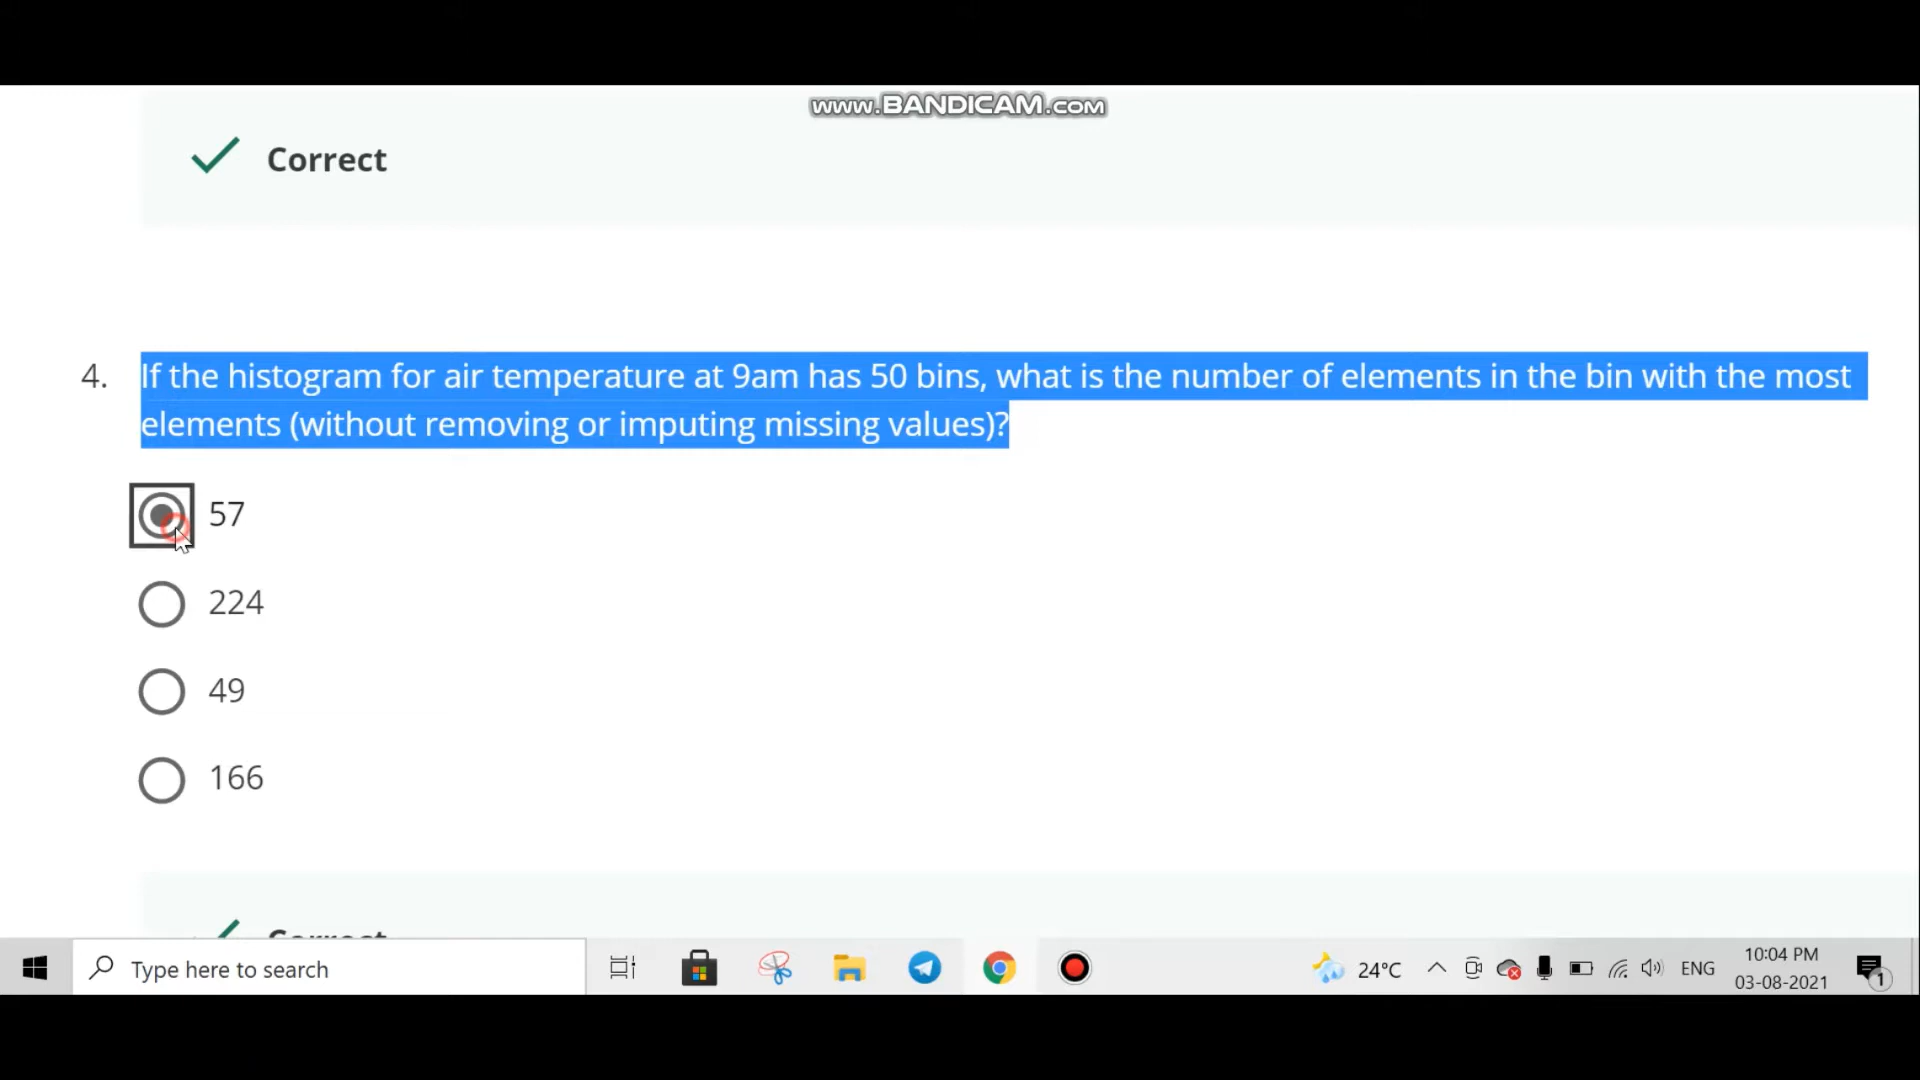 www.BANDICAM.com
Correct
4. If the histogram for air temperature at 9am has 50 bins, what is the number of elements in the bin with the most
elements (without removing or imputing missing values)?
57
224
49
166
Correct
Type here to search
24°C
ENG
10:04 PM
03-08-2021
1